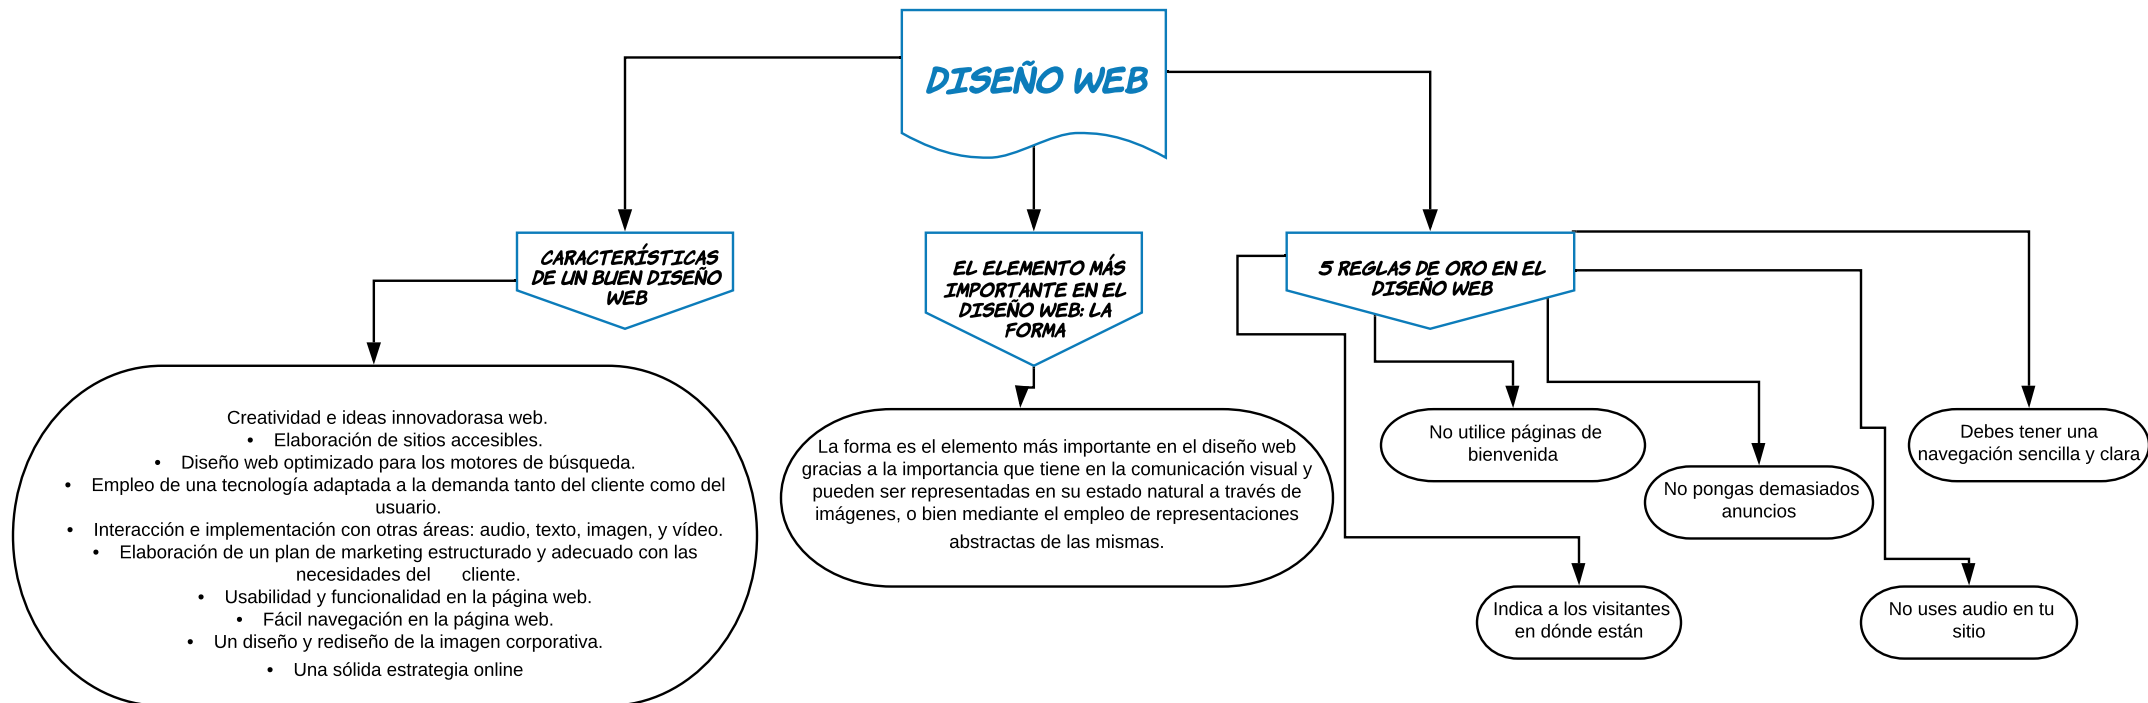 DISEÑO WEB
CARACTERÍSTICAS
DE UN BUEN DISEÑO
WEB
EL ELEMENTO MÁS
IMPORTANTE EN EL
DISEÑO WEB: LA
FORMA
5 REGLAS DE ORO EN EL
DISEÑO WEB
Creatividad e ideas innovadorasa web.
• Elaboración de sitios accesibles.
• Diseño web optimizado para los motores de búsqueda.
• Empleo de una tecnología adaptada a la demanda tanto del cliente como del
usuario.
• Interacción e implementación con otras áreas: audio, texto, imagen, y vídeo.
• Elaboración de un plan de marketing estructurado y adecuado con las
necesidades del cliente.
• Usabilidad y funcionalidad en la página web.
• Fácil navegación en la página web.
• Un diseño y rediseño de la imagen corporativa.
• Una sólida estrategia online
La forma es el elemento más importante en el diseño web
gracias a la importancia que tiene en la comunicación visual y
pueden ser representadas en su estado natural a través de
imágenes, o bien mediante el empleo de representaciones
abstractas de las mismas.
No utilice páginas de
bienvenida
No pongas demasiados
anuncios
Debes tener una
navegación sencilla y clara
Indica a los visitantes
en dónde están
No uses audio en tu
sitio